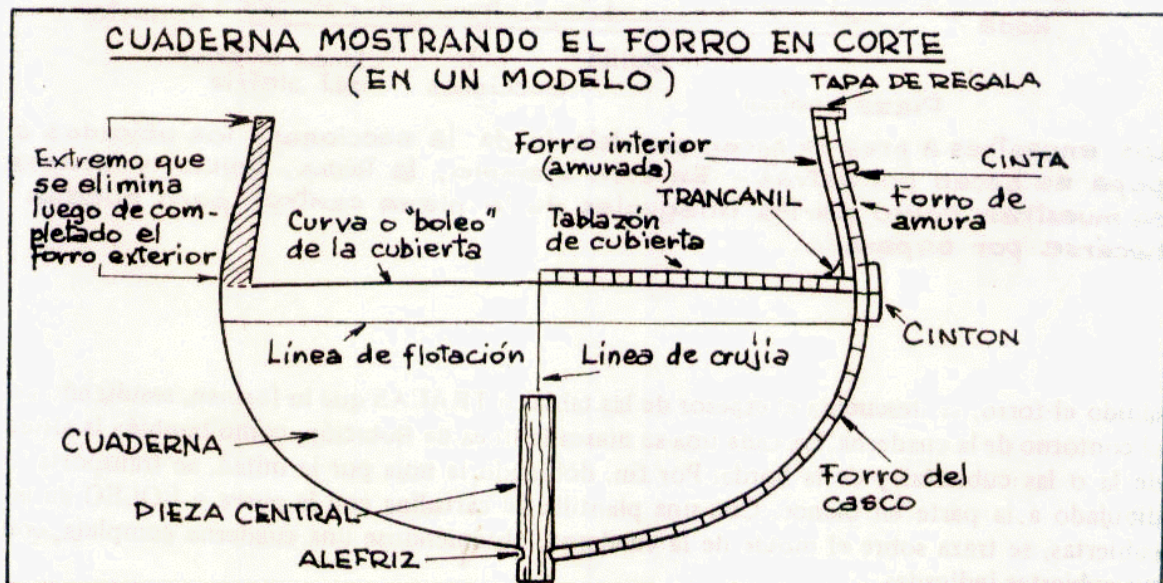 CUADERNA MOSTRANDO EL FORRO EN CORTE
(EN UN MODELO)
TAPA DE REGALA
Extremo que
se elimina
luego de com-
pletado el
forro exterior
Forro interior
(amurada)
TRANCANIL
CINTA
Forro de
amura
Curva o "boleo"
de la cubierta
Tablazón
de cubierta
CINTON
Línea de flotación
Línea de crujía
CUADERNA
PIEZA CENTRAL
ALEFRIZ
Forro del
casco